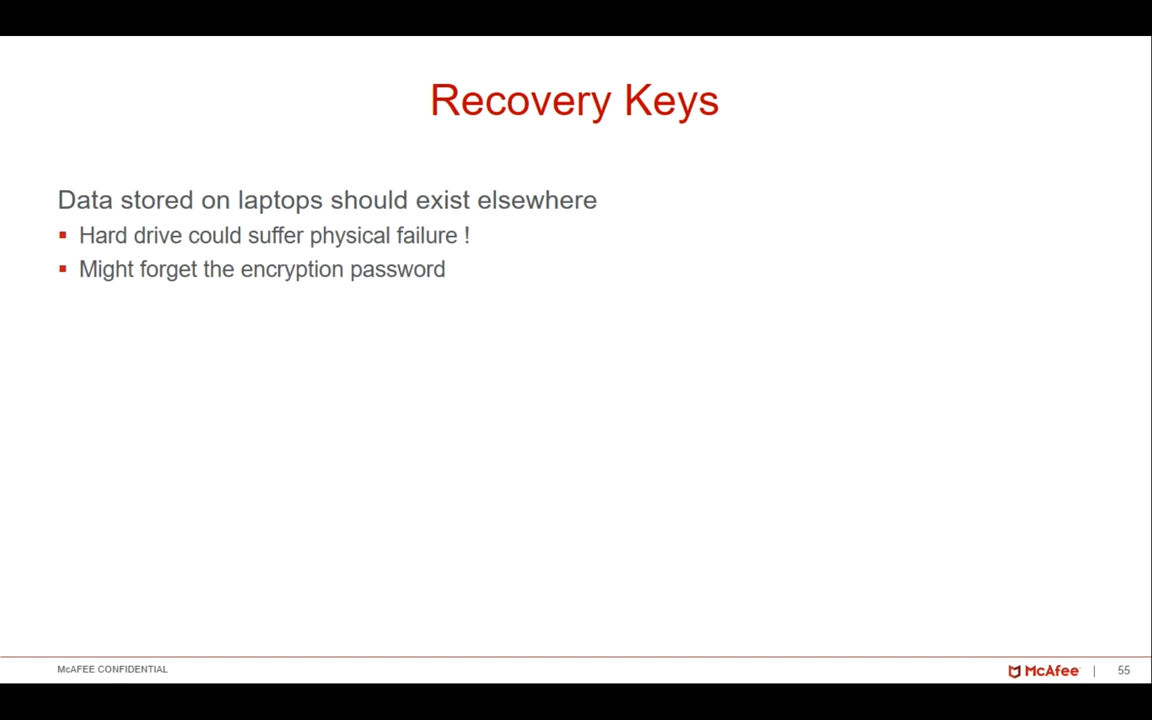 Recovery Keys
Data stored on laptops should exist elsewhere
▪ Hard drive could suffer physical failure !
▪ Might forget the encryption password
McAFEE CONFIDENTIAL
McAfee | 55